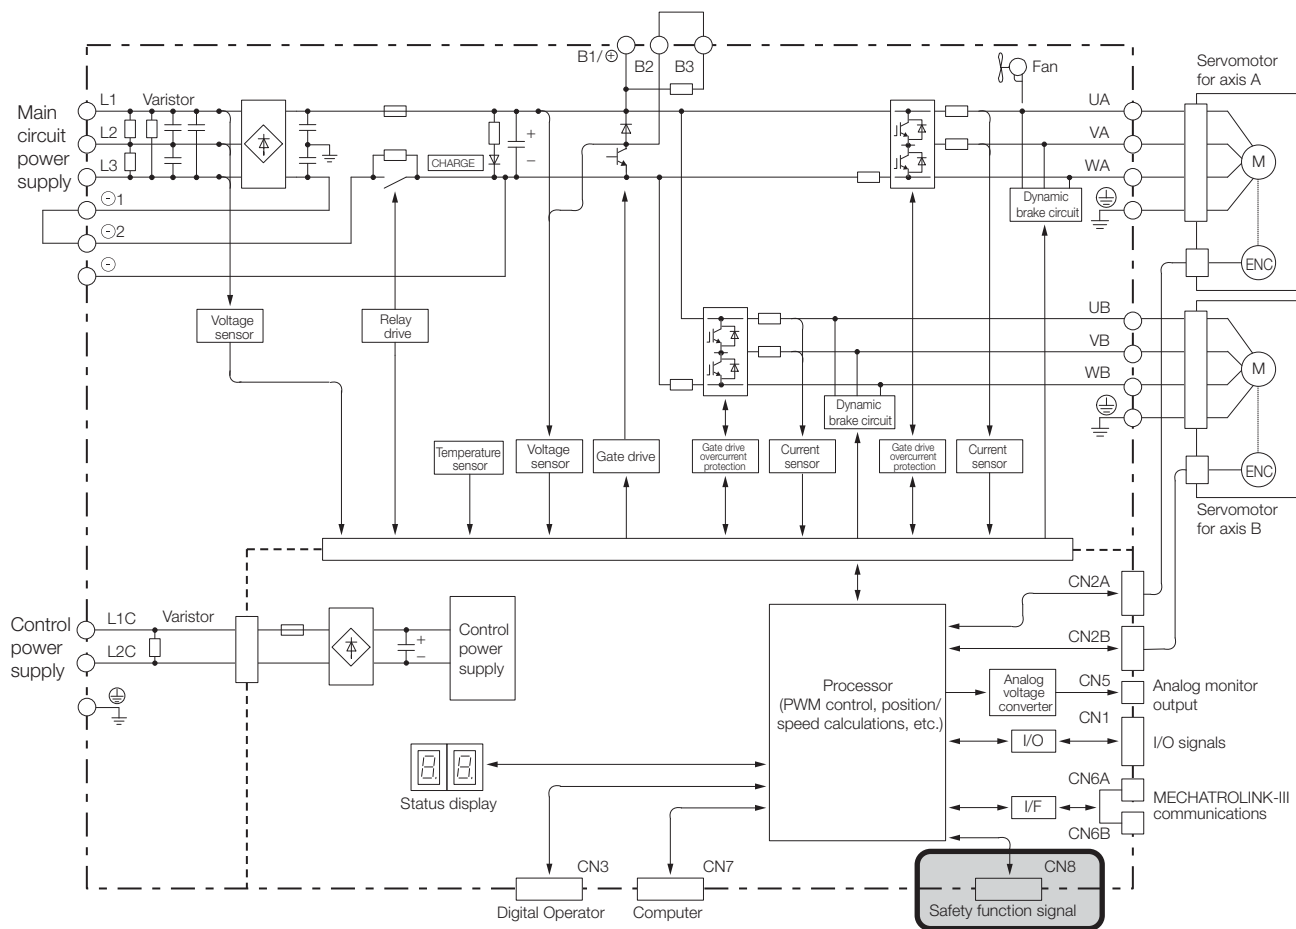 B1/⊕
B2
B3
Fan
Servomotor
for axis A
Main
circuit
power
supply
L1
Varistor
L2
L3
⊖1
⊖2
⊖
CHARGE
+
−
UA
VA
WA
M
Dynamic
brake circuit
ENC
Voltage
sensor
Relay
drive
UB
VB
WB
M
Dynamic
brake circuit
ENC
Servomotor
for axis B
Temperature
sensor
Voltage
sensor
Gate drive
Gate drive
overcurrent
protection
Current
sensor
Gate drive
overcurrent
protection
Current
sensor
Control
power
supply
L1C
Varistor
L2C
+
−
Control
power
supply
Processor
(PWM control, position/
speed calculations, etc.)
CN2A
CN2B
Analog
voltage
converter
CN5
Analog monitor
output
CN1
I/O
I/O signals
CN6A
I/F
MECHATROLINK-III
communications
CN6B
8. 8.
Status display
CN3
Digital Operator
CN7
Computer
CN8
Safety function signal